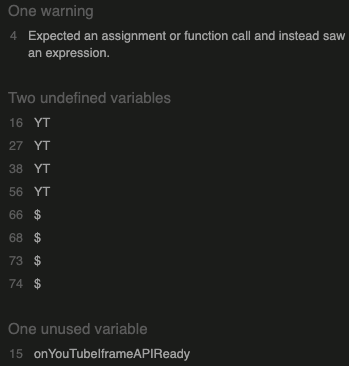 One warning
4 Expected an assignment or function call and instead saw
an expression.
Two undefined variables
16 YT
27 YT
38 YT
56 YT
66 $
68 $
73 $
74 $
One unused variable
15 onYouTubeIframeAPIReady